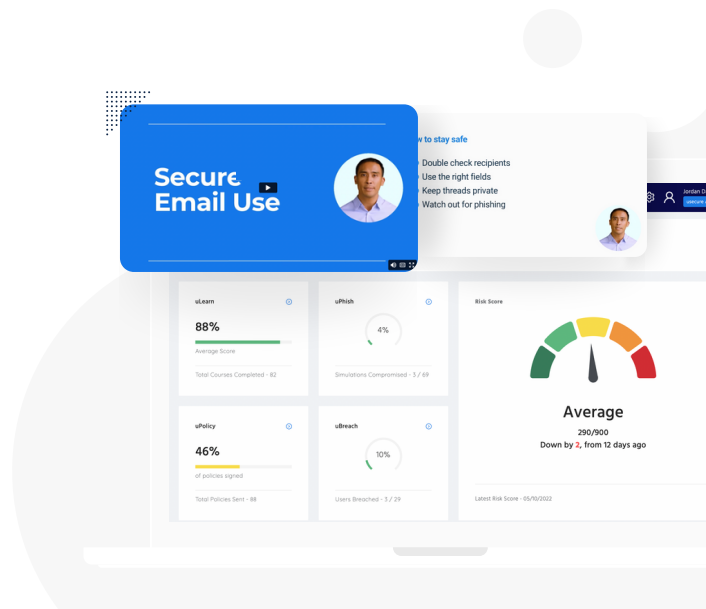 Secure
Email Use
w to stay safe
Double check recipients
Use the right fields
Keep threads private
Watch out for phishing
Jordan D
uLearn
88%
Average Score
Total Courses Completed - 82
uPhish
4%
Simulations Compromised - 3 / 69
Risk Score
Average
290/900
Down by 2, from 12 days ago
Latest Risk Score - 05/10/2022
uPolicy
46%
of policies signed
Total Policies Sent - 88
uBreach
10%
Users Breached - 3 / 29